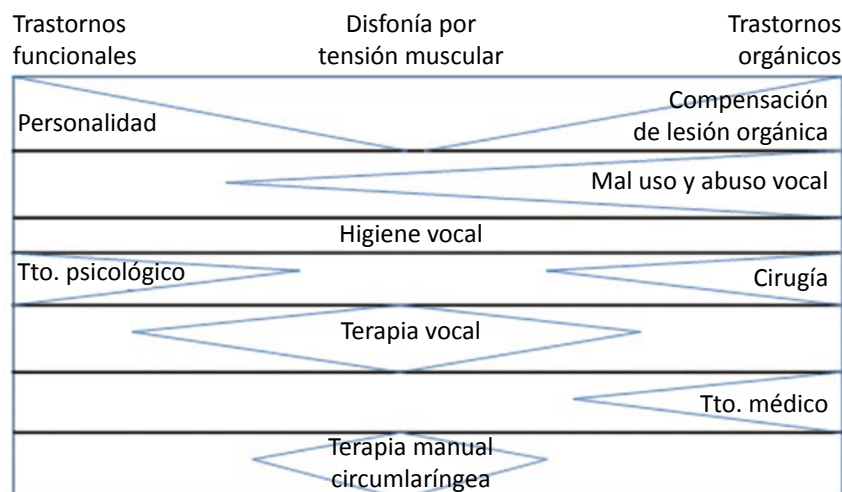 Trastornos
funcionales
Disfonía por
tensión muscular
Trastornos
orgánicos
Personalidad
Compensación
de lesión orgánica
Mal uso y abuso vocal
Higiene vocal
Tto. psicológico
Cirugía
Terapia vocal
Tto. médico
Terapia manual
circumlaríngea